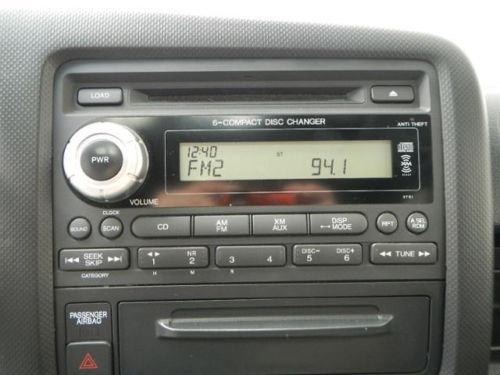 LOAD
6-COMPACT DISC CHANGER
ANTI-THEFT
PWR
12:40
ST
FM2 94.1
VOLUME
CLOCK
SOUND
SCAN
CD
AM FM
XM AUX
DISP MODE
RPT
A.SEL RDM
SEEK SKIP
CATEGORY
H
NR 2
M
3
R
4
DISC- 5
DISC+ 6
TUNE
PASSENGER AIRBAG